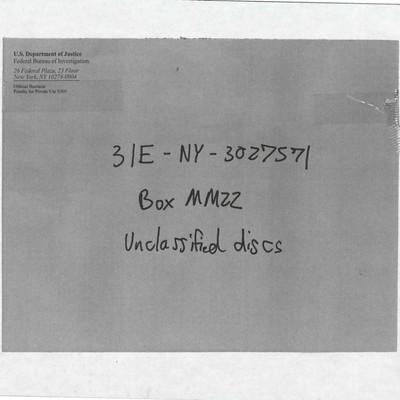 U.S. Department of Justice
Federal Bureau of Investigation
26 Federal Plaza, 23 Floor
New York, NY 10278-0004
Official Business
Penalty for Private Use $300
31E-NY-3027571
Box MM22
Unclassified discs